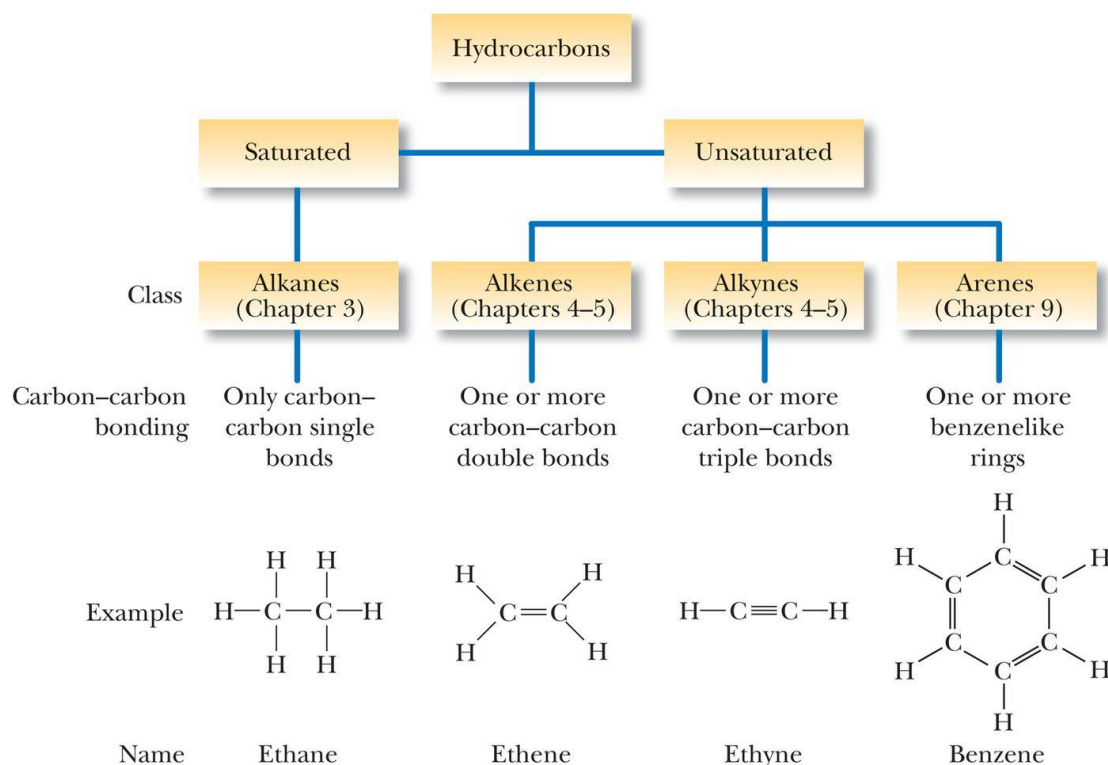 Hydrocarbons
Saturated
Unsaturated
Class
Alkanes
(Chapter 3)
Alkenes
(Chapters 4–5)
Alkynes
(Chapters 4–5)
Arenes
(Chapter 9)
Carbon–carbon
bonding
Only carbon–
carbon single
bonds
One or more
carbon–carbon
double bonds
One or more
carbon–carbon
triple bonds
One or more
benzenelike
rings
Example
H H
H—C—C—H
H H
H H
C=C
H H
H—C≡C—H
H
H C H
C C
C C
H C H
H
Name
Ethane
Ethene
Ethyne
Benzene